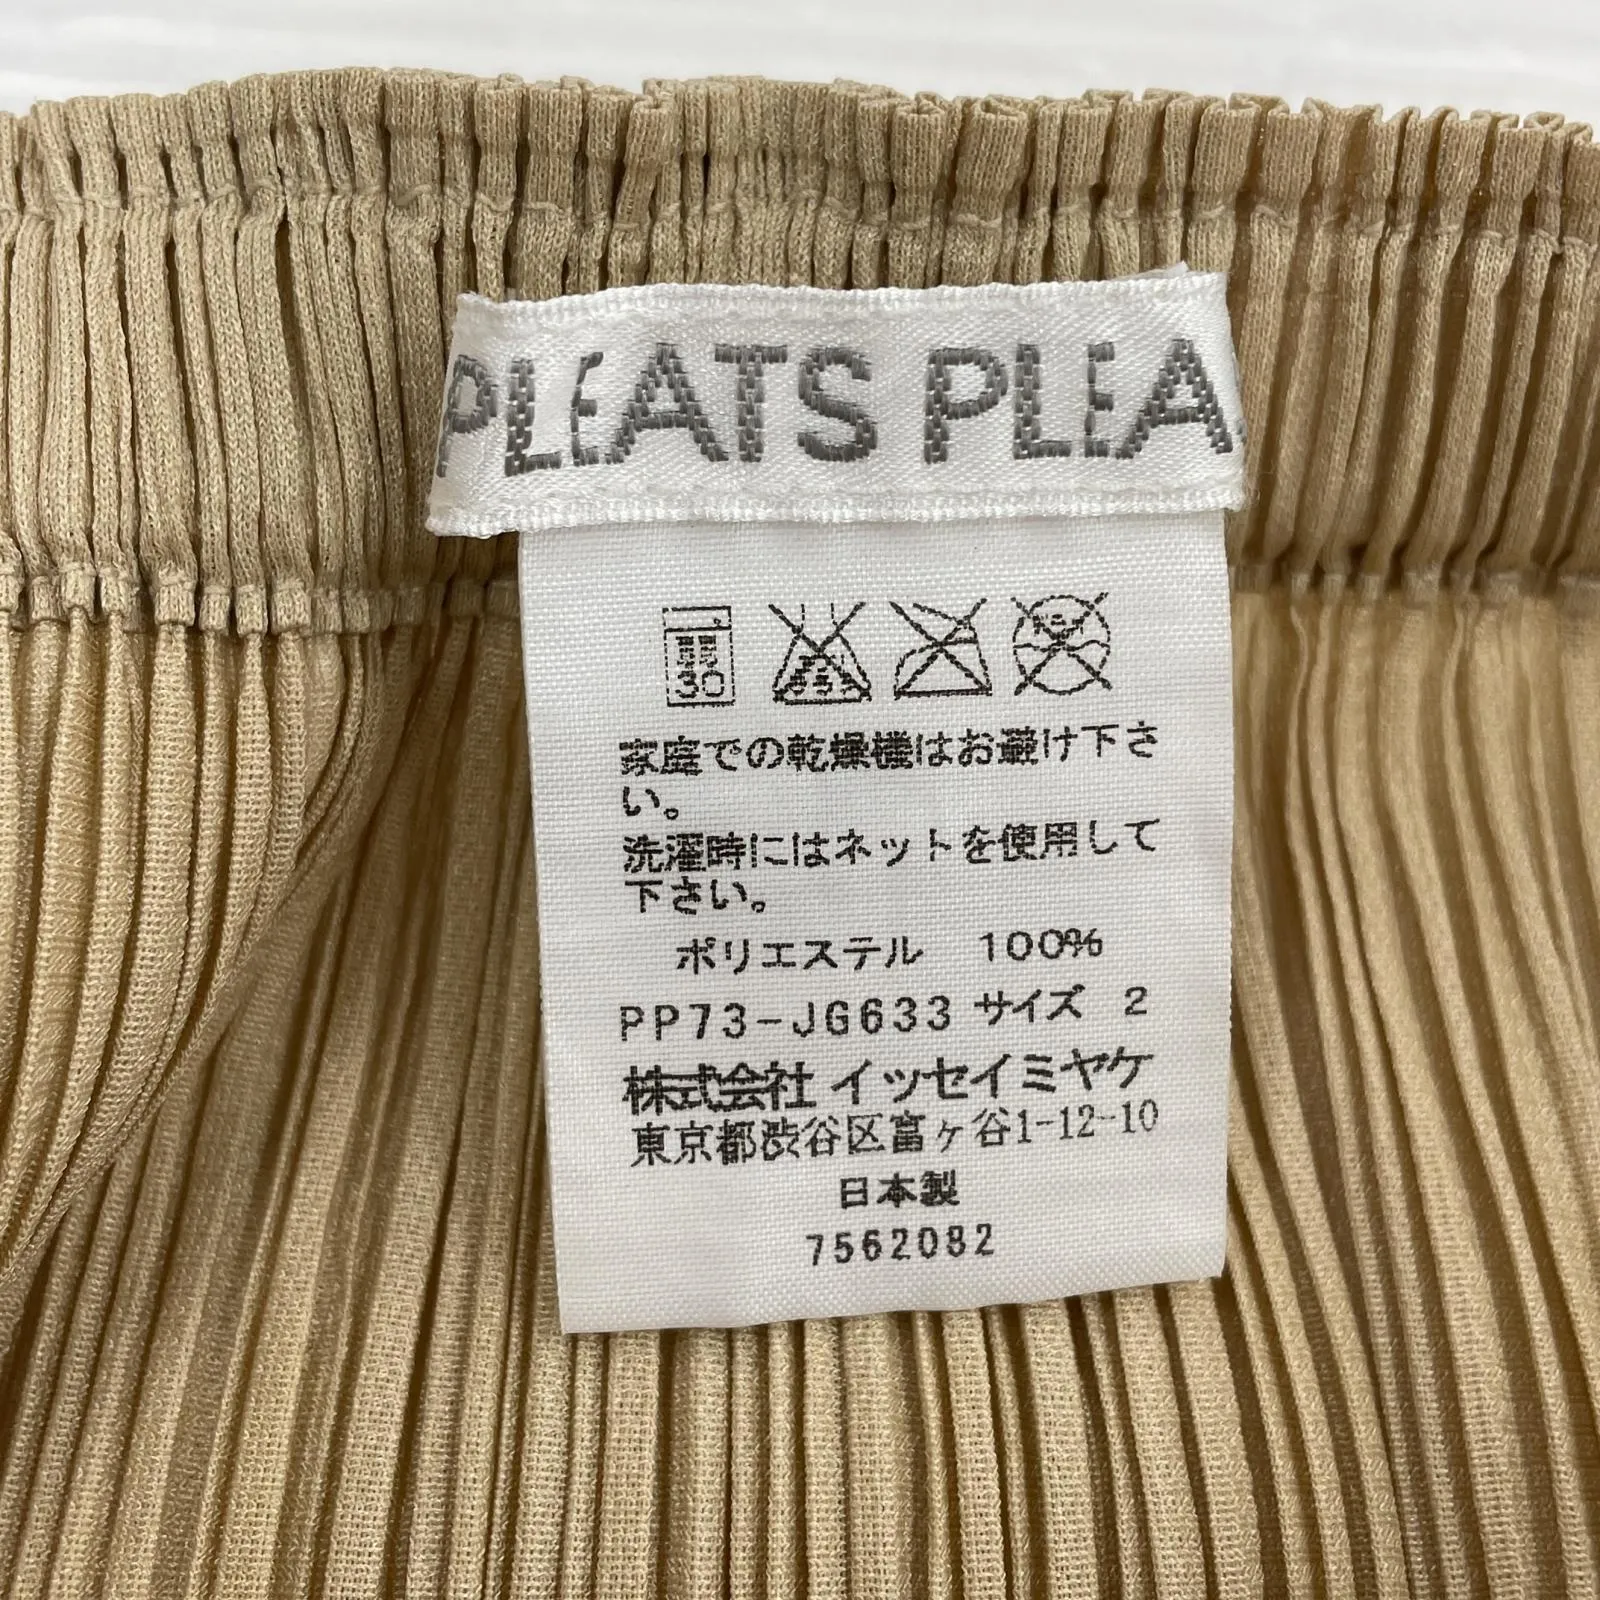 PLEATS PLEA
30
家庭での乾燥機はお避け下さ
い。
洗濯時にはネットを使用して
下さい。
ポリエステル 100%
PP73-JG633 サイズ 2
株式会社 イッセイミヤケ
東京都渋谷区富ヶ谷1-12-10
日本製
7562082